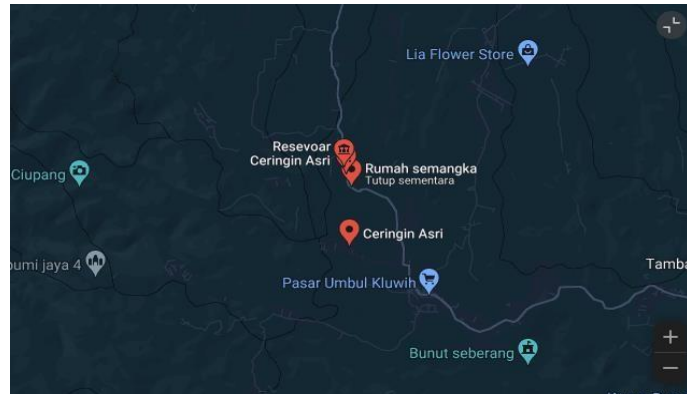 Lia Flower Store
Resevoar
Ceringin Asri
Rumah semangka
Tutup sementara
Ciupang
Ceringin Asri
bumi jaya 4
Tamba
Pasar Umbul Kluwih
Bunut seberang
+
−